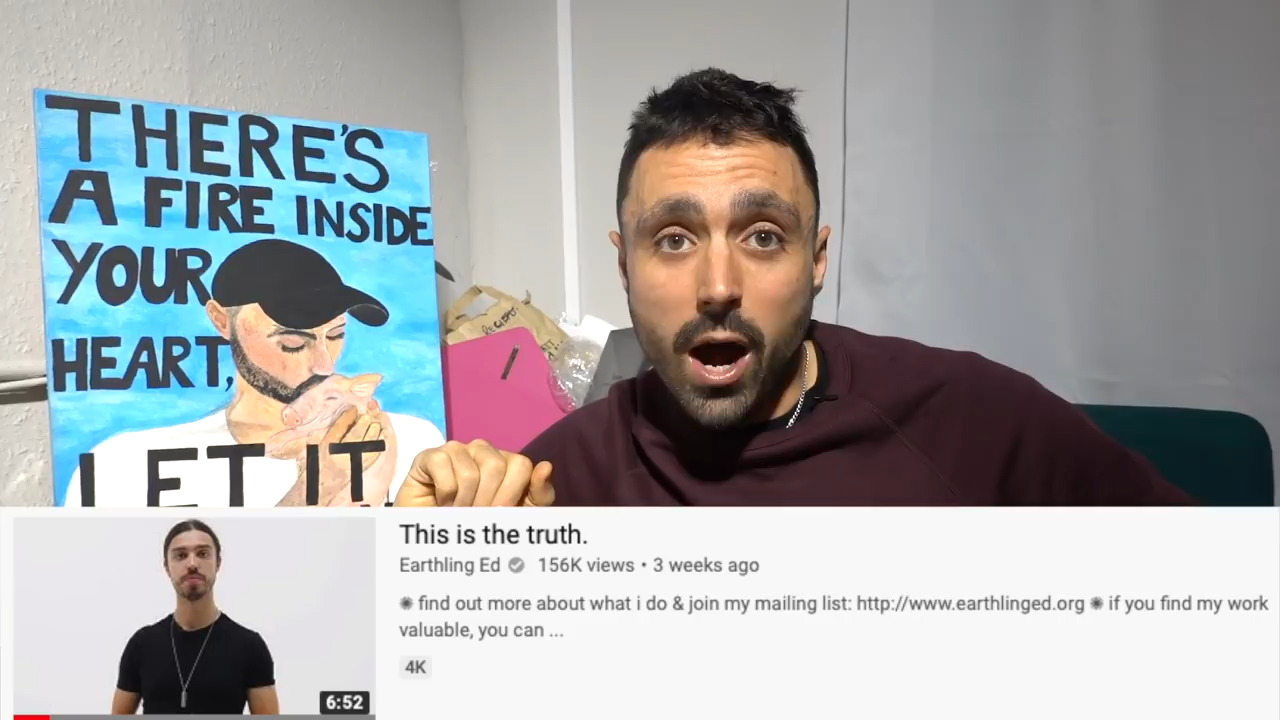 THERE'S
A FIRE INSIDE
YOUR
HEART,
LET IT
This is the truth.
Earthling Ed 156K views • 3 weeks ago
✺ find out more about what i do & join my mailing list: http://www.earthlinged.org ✺ if you find my work
valuable, you can ...
4K
6:52